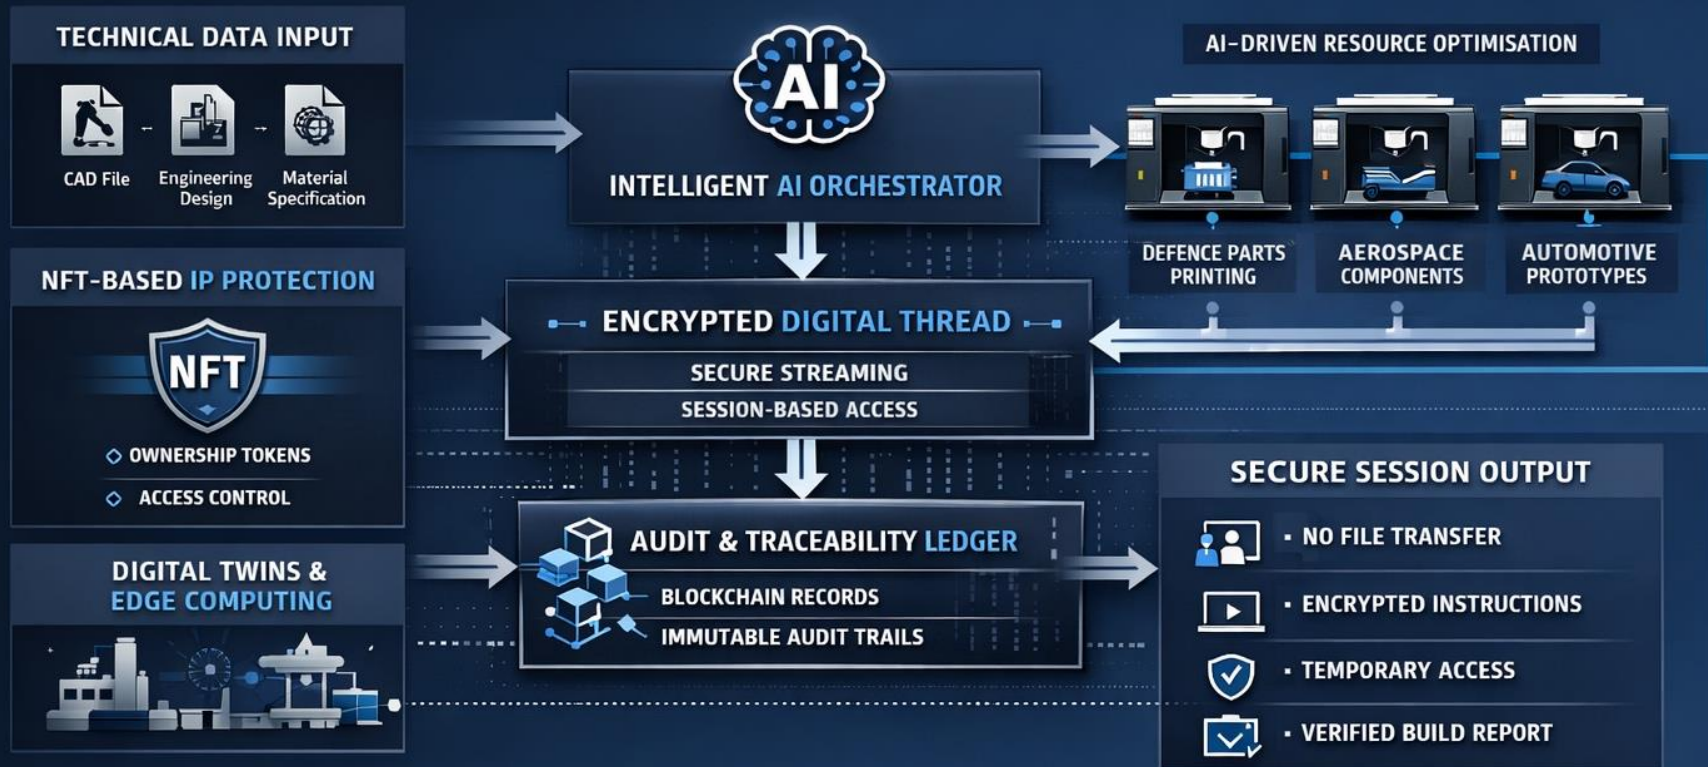 TECHNICAL DATA INPUT
CAD File
Engineering
Design
Material
Specification
NFT-BASED IP PROTECTION
NFT
OWNERSHIP TOKENS
ACCESS CONTROL
DIGITAL TWINS &
EDGE COMPUTING
AI
INTELLIGENT AI ORCHESTRATOR
ENCRYPTED DIGITAL THREAD
SECURE STREAMING
SESSION-BASED ACCESS
AUDIT & TRACEABILITY LEDGER
BLOCKCHAIN RECORDS
IMMUTABLE AUDIT TRAILS
AI-DRIVEN RESOURCE OPTIMISATION
DEFENCE PARTS
PRINTING
AEROSPACE
COMPONENTS
AUTOMOTIVE
PROTOTYPES
SECURE SESSION OUTPUT
▪ NO FILE TRANSFER
▪ ENCRYPTED INSTRUCTIONS
▪ TEMPORARY ACCESS
▪ VERIFIED BUILD REPORT